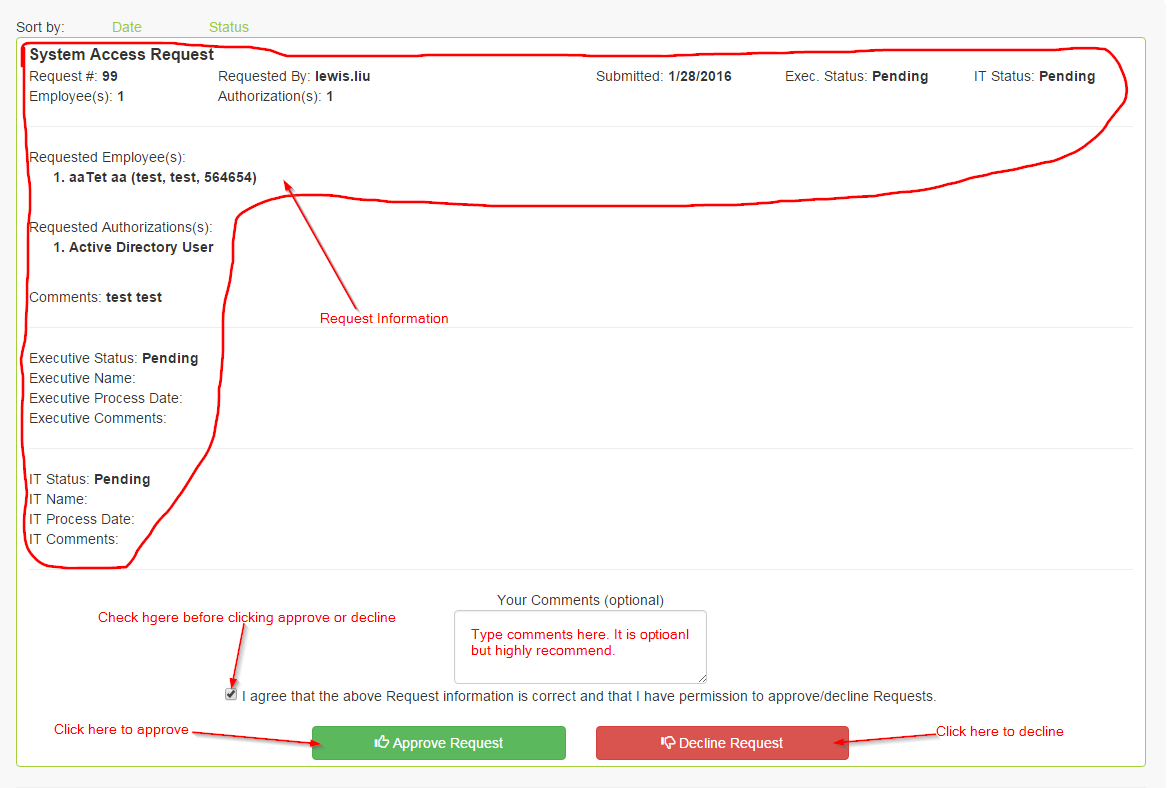 Sort by: Date Status
System Access Request
Request #: 99 Requested By: lewis.liu Submitted: 1/28/2016 Exec. Status: Pending IT Status: Pending
Employee(s): 1 Authorization(s): 1
Requested Employee(s):
1. aaTet aa (test, test, 564654)
Requested Authorizations(s):
1. Active Directory User
Comments: test test
Request Information
Executive Status: Pending
Executive Name:
Executive Process Date:
Executive Comments:
IT Status: Pending
IT Name:
IT Process Date:
IT Comments:
Your Comments (optional)
Check hgere before clicking approve or decline
Type comments here. It is optioanl
but highly recommend.
I agree that the above Request information is correct and that I have permission to approve/decline Requests.
Click here to approve
Approve Request
Decline Request
Click here to decline